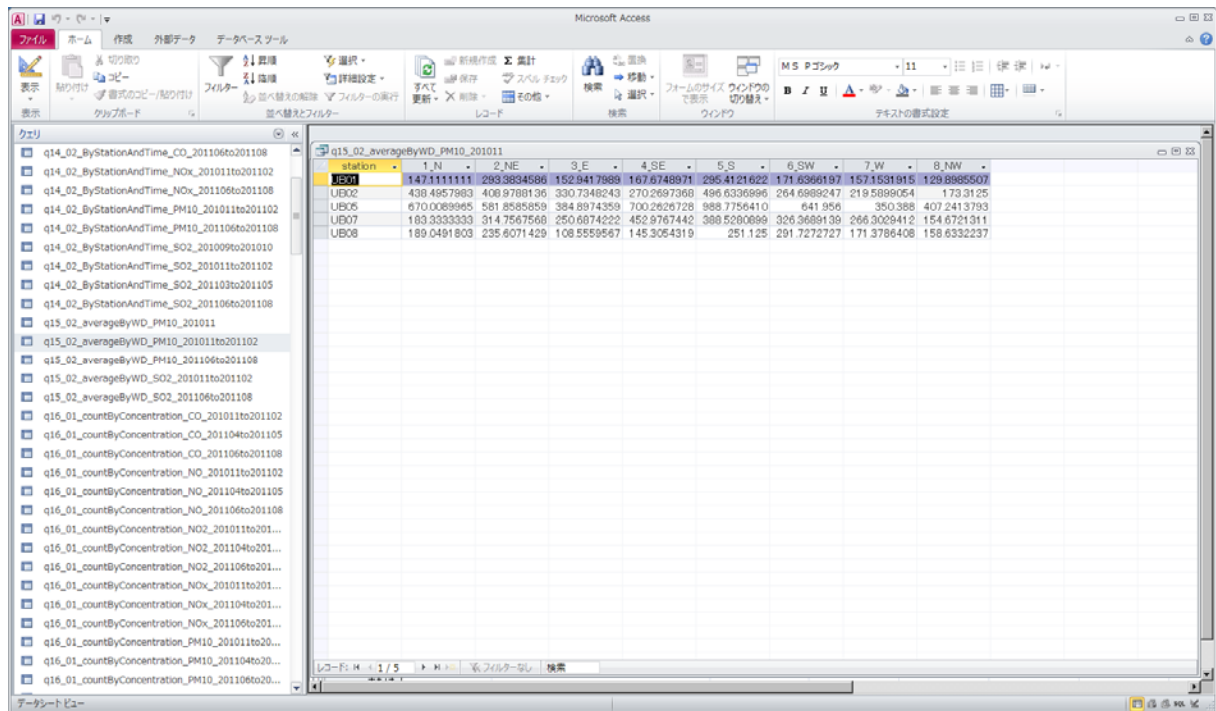 Microsoft Access
ファイル ホーム 作成 外部データ データベース ツール
表示
表示
貼り付け
切り取り
コピー
書式のコピー/貼り付け
クリップボード
フィルター
昇順
降順
並べ替えの解除
選択
詳細設定
フィルターの実行
並べ替えとフィルター
すべて更新
新規作成
保存
削除
集計
スペル チェック
その他
レコード
検索
置換
移動
選択
検索
フォームのサイズで表示
ウィンドウの切り替え
ウィンドウ
MS Pゴシック 11
B I U
テキストの書式設定
クエリ
q14_02_ByStationAndTime_CO_201106to201108
q14_02_ByStationAndTime_NOx_201011to201102
q14_02_ByStationAndTime_NOx_201106to201108
q14_02_ByStationAndTime_PM10_201011to201102
q14_02_ByStationAndTime_PM10_201106to201108
q14_02_ByStationAndTime_SO2_201009to201010
q14_02_ByStationAndTime_SO2_201011to201102
q14_02_ByStationAndTime_SO2_201103to201105
q14_02_ByStationAndTime_SO2_201106to201108
q15_02_averageByWD_PM10_201011
q15_02_averageByWD_PM10_201011to201102
q15_02_averageByWD_PM10_201106to201108
q15_02_averageByWD_SO2_201011to201102
q15_02_averageByWD_SO2_201106to201108
q16_01_countByConcentration_CO_201011to201102
q16_01_countByConcentration_CO_201104to201105
q16_01_countByConcentration_CO_201106to201108
q16_01_countByConcentration_NO_201011to201102
q16_01_countByConcentration_NO_201104to201105
q16_01_countByConcentration_NO_201106to201108
q16_01_countByConcentration_NO2_201011to201...
q16_01_countByConcentration_NO2_201104to201...
q16_01_countByConcentration_NO2_201106to201...
q16_01_countByConcentration_NOx_201011to201...
q16_01_countByConcentration_NOx_201104to201...
q16_01_countByConcentration_NOx_201106to201...
q16_01_countByConcentration_PM10_201011to20...
q16_01_countByConcentration_PM10_201104to20...
q16_01_countByConcentration_PM10_201106to20...
q15_02_averageByWD_PM10_201011
station 1_N 2_NE 3_E 4_SE 5_S 6_SW 7_W 8_NW
UB01 147.1111111 293.3834586 152.9417989 167.6748971 295.4121622 171.6366197 157.1531915 129.8985507
UB02 438.4957983 408.9788136 330.7348243 270.2697368 496.6336996 264.6989247 219.5899054 173.3125
UB05 670.0089965 581.8585859 384.8974359 700.2626728 988.7756410 641.956 350.388 407.2413793
UB07 183.3333333 314.7567568 250.6874222 452.9767442 388.5280899 326.3689139 266.3029412 154.6721311
UB08 189.0491803 235.6071429 108.5559567 145.3054319 251.125 291.7272727 171.3786408 158.6332237
レコード: 1 / 5 フィルターなし 検索
データシート ビュー